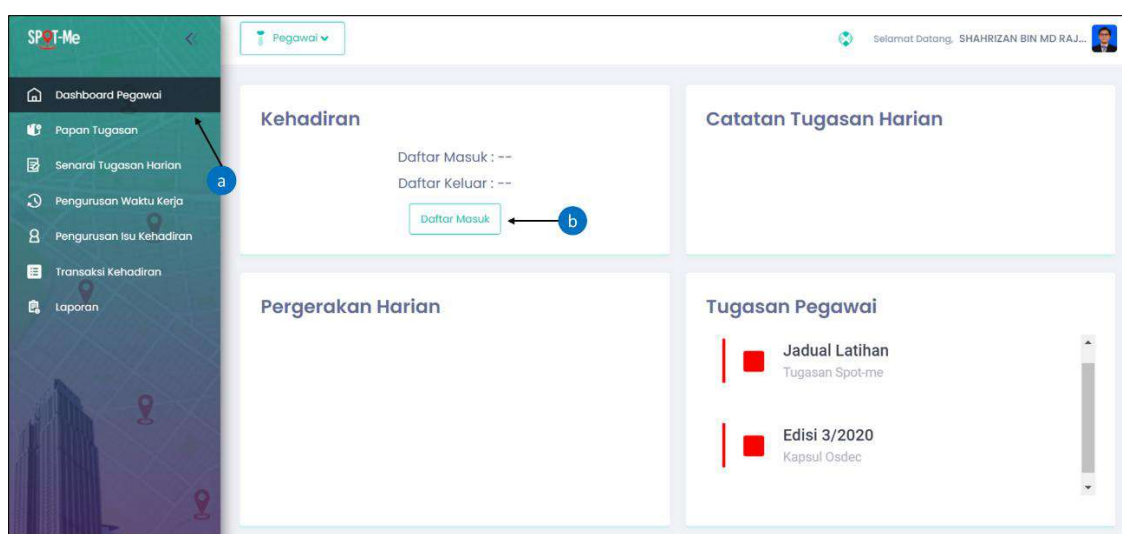 SPOT-Me
Pegawai
Selamat Datang, SHAHRIZAN BIN MD RAJ...
Dashboard Pegawai
Papan Tugasan
Senarai Tugasan Harian
Pengurusan Waktu Kerja
Pengurusan Isu Kehadiran
Transaksi Kehadiran
Laporan
a
Kehadiran
Daftar Masuk : --
Daftar Keluar : --
Daftar Masuk
b
Catatan Tugasan Harian
Pergerakan Harian
Tugasan Pegawai
Jadual Latihan
Tugasan Spot-me
Edisi 3/2020
Kapsul Osdec